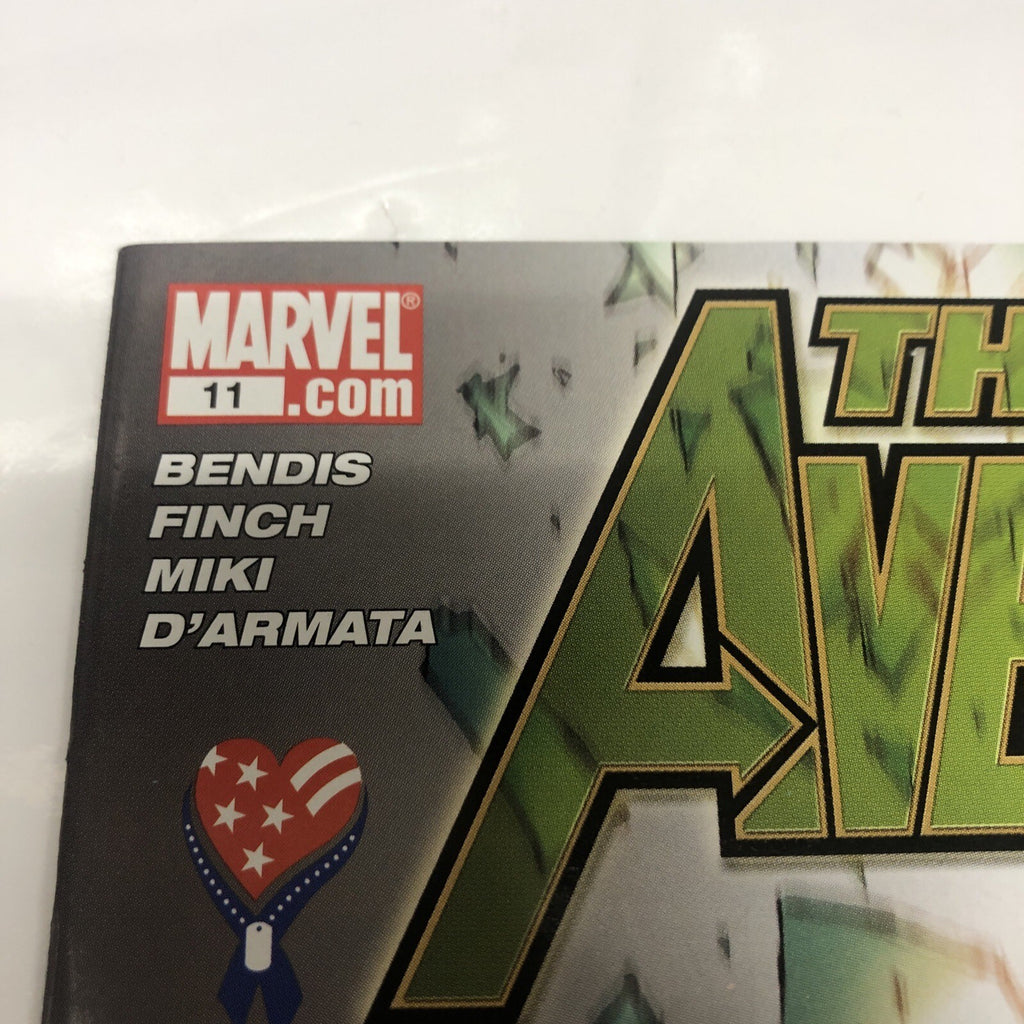 MARVEL®
11 .com
BENDIS
FINCH
MIKI
D'ARMATA